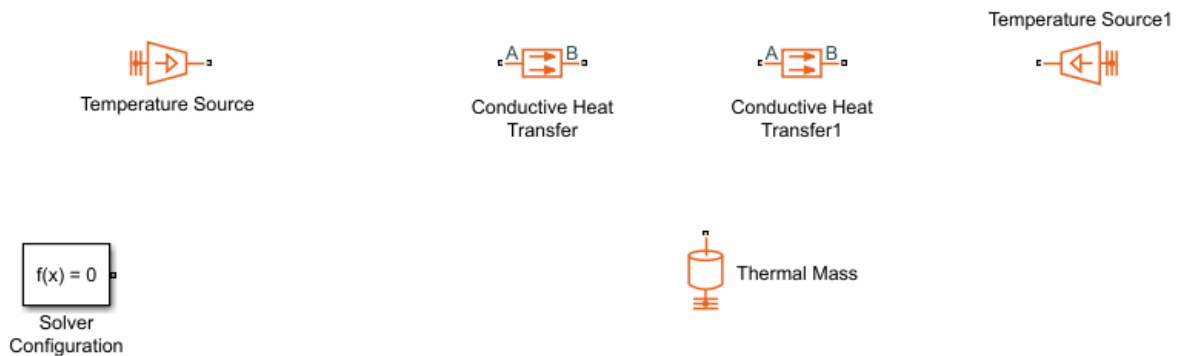 Temperature Source1
A B
A B
Temperature Source
Conductive Heat
Transfer
Conductive Heat
Transfer1
f(x) = 0
Thermal Mass
Solver
Configuration